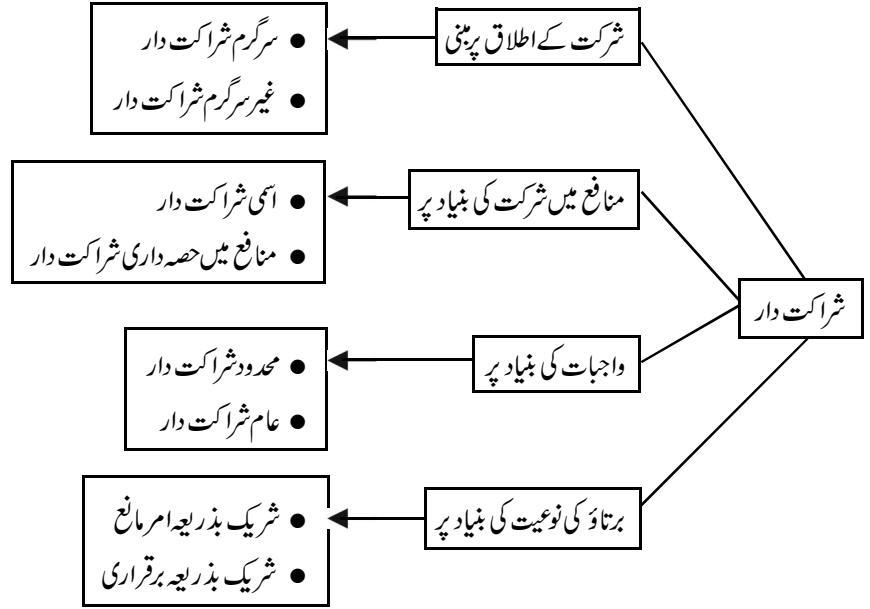 شراکت دار
شرکت کے اطلاق پر مبنی
● سرگرم شراکت دار
● غیر سرگرم شراکت دار
منافع میں شرکت کی بنیاد پر
● اسمی شراکت دار
● منافع میں حصہ داری شراکت دار
واجبات کی بنیاد پر
● محدود شراکت دار
● عام شراکت دار
برتاؤ کی نوعیت کی بنیاد پر
● شریک بذریعہ امر مانع
● شریک بذریعہ برقراری